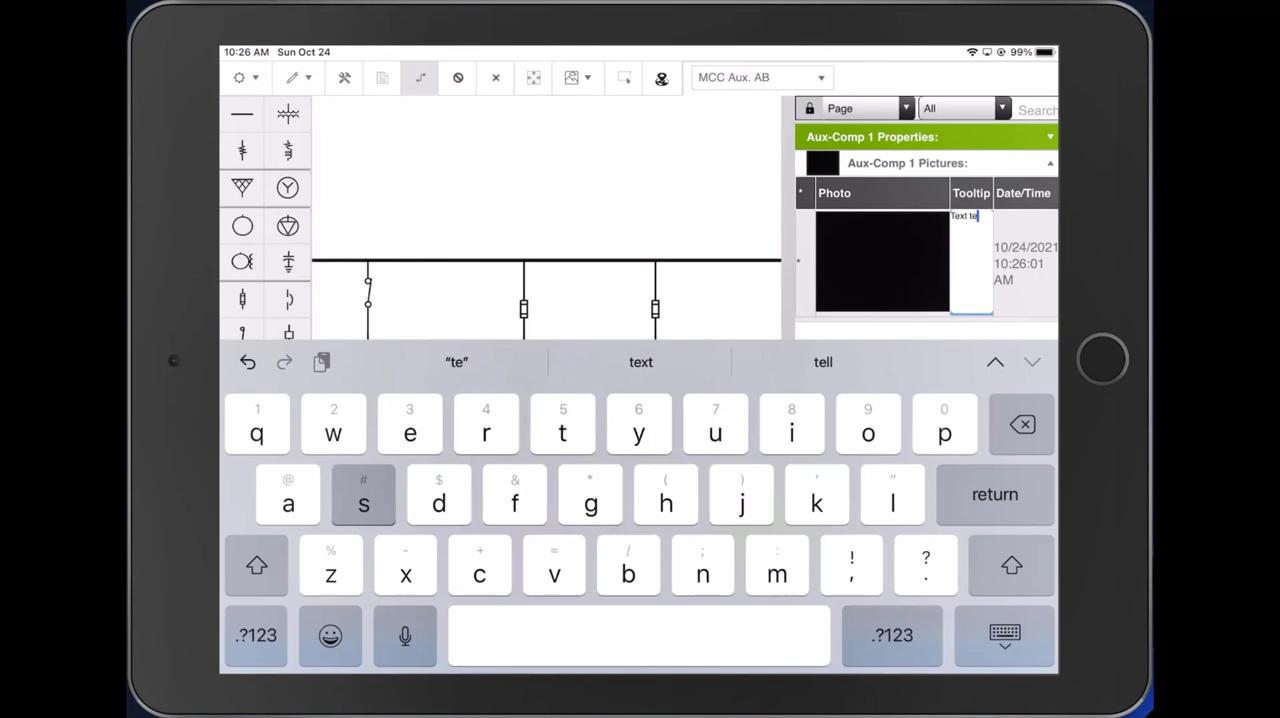 10:26 AM Sun Oct 24
99%
MCC Aux. AB
Page
All
Search
Aux-Comp 1 Properties:
Aux-Comp 1 Pictures:
* Photo Tooltip Date/Time
Text te
*
10/24/2021
10:26:01
AM
“te” text tell
1 2 3 4 5 6 7 8 9 0
q w e r t y u i o p
@ # $ & * ( ) ' "
a s d f g h j k l return
% - + = / ; : ! ?
z x c v b n m , .
.?123 .?123